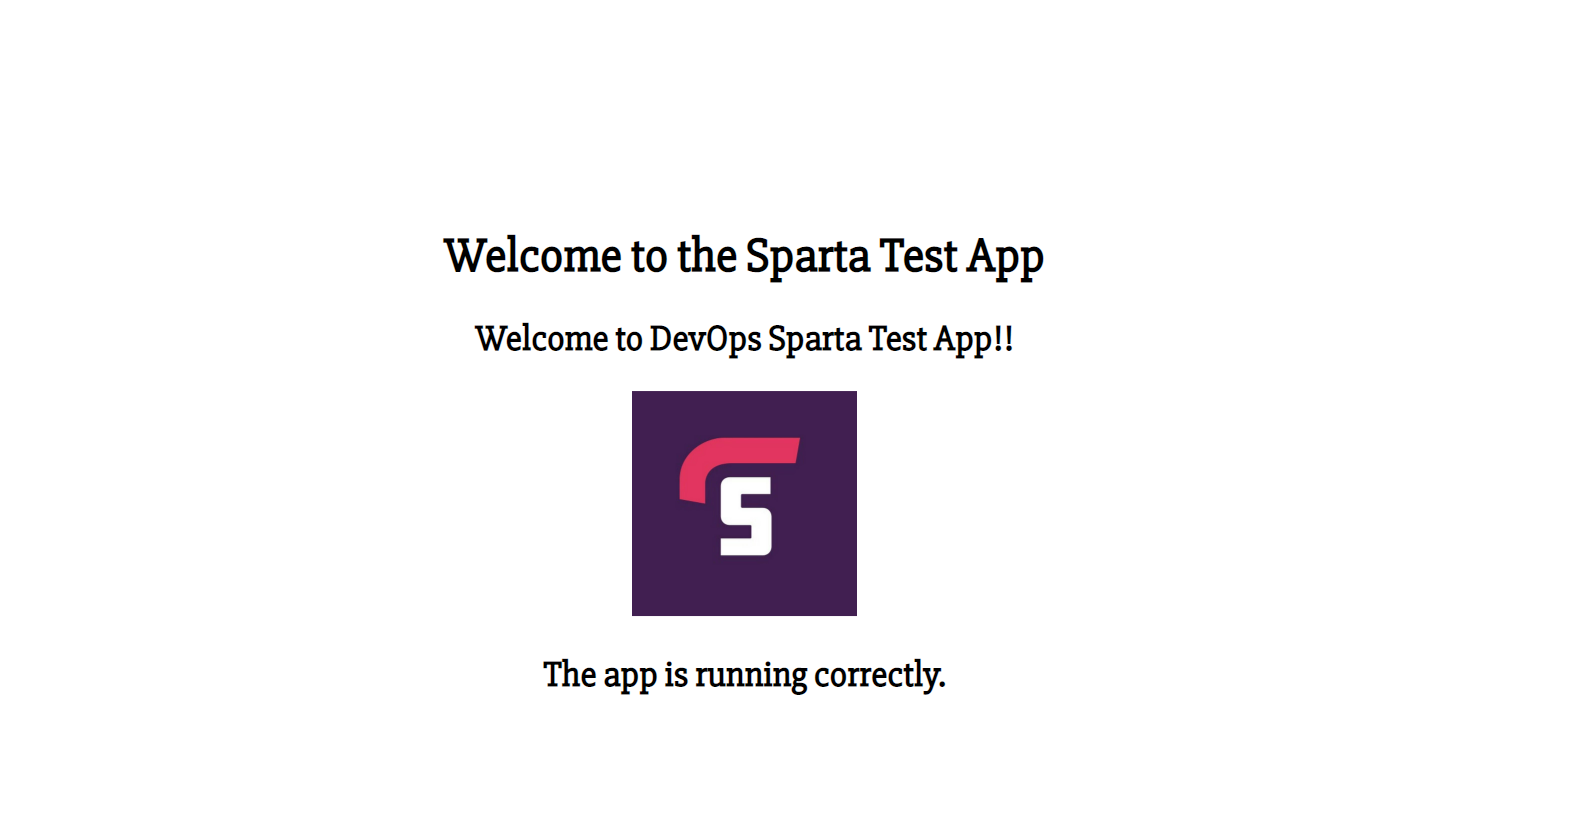 Welcome to the Sparta Test App
Welcome to DevOps Sparta Test App!!
S
The app is running correctly.